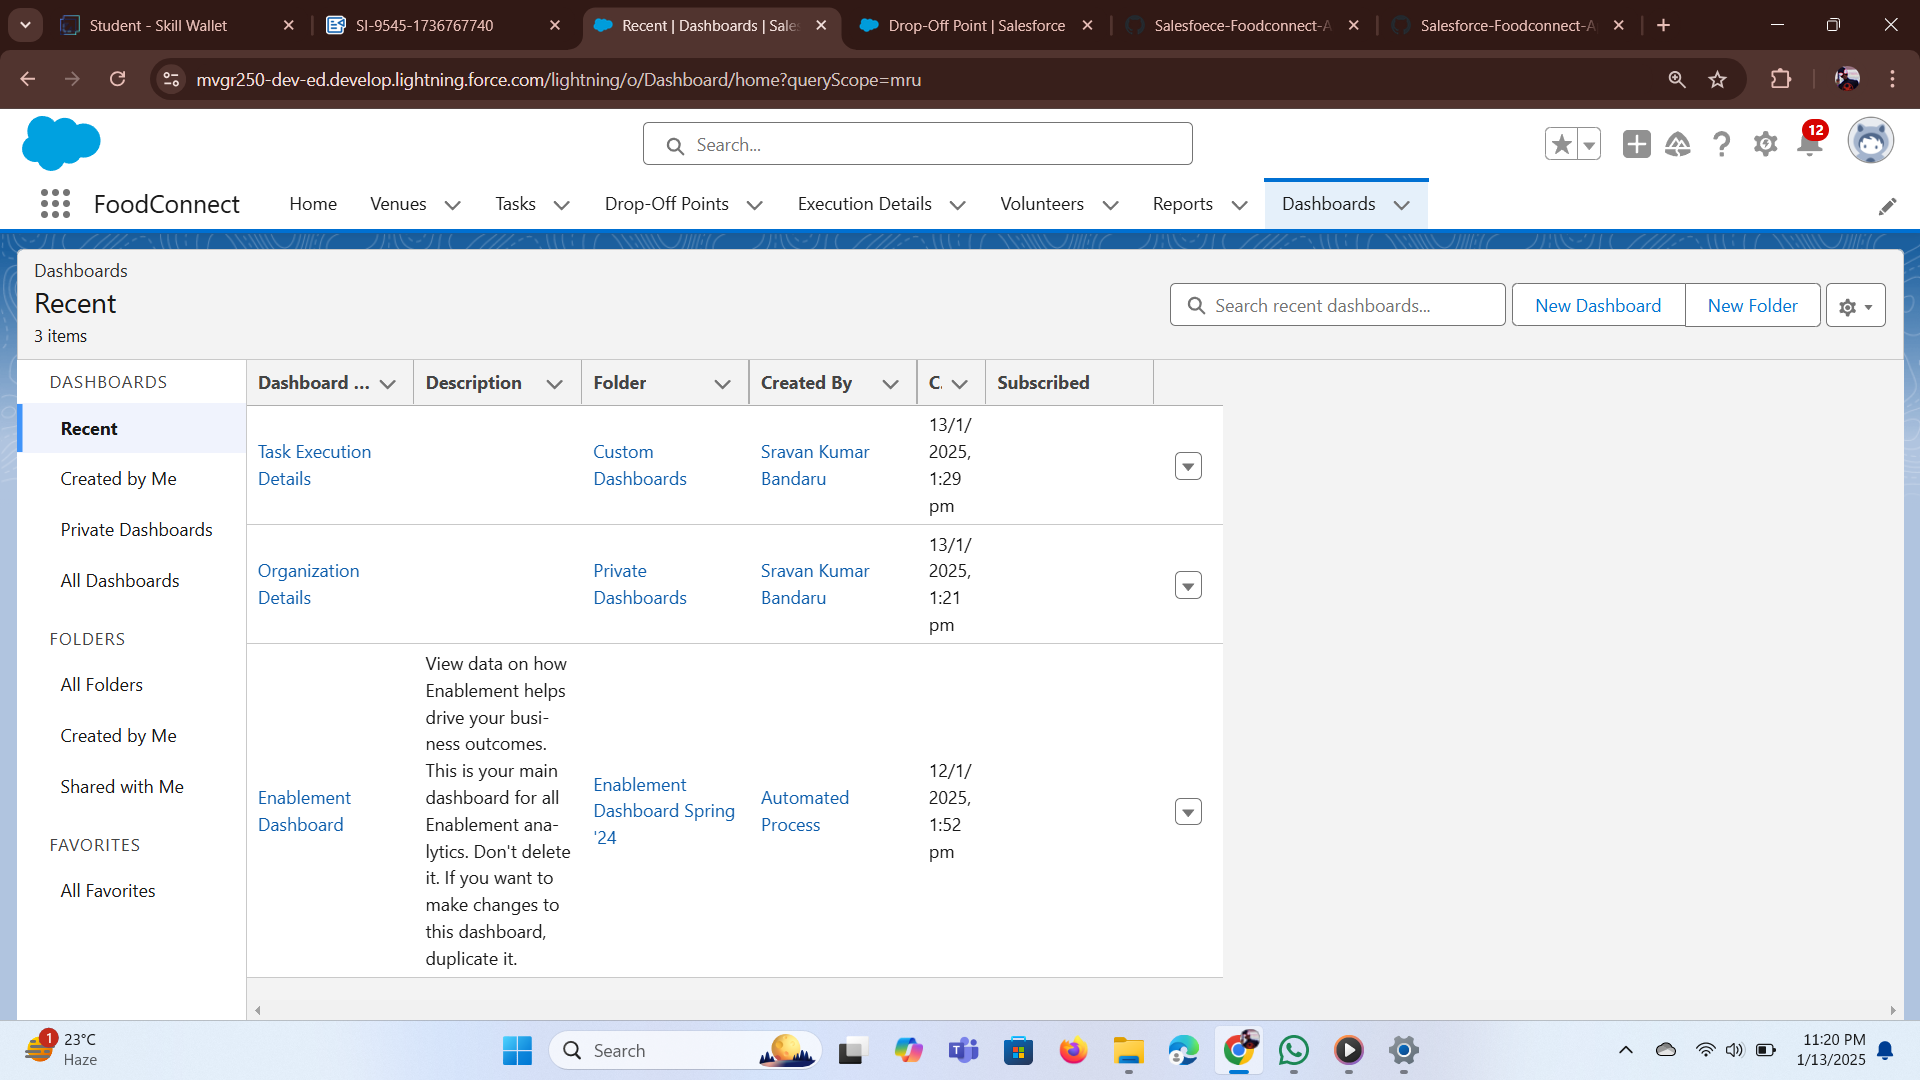 Student - Skill Wallet
SI-9545-1736767740
Recent | Dashboards | Sales
Drop-Off Point | Salesforce
Salesfoece-Foodconnect-A
Salesforce-Foodconnect-A
mvgr250-dev-ed.develop.lightning.force.com/lightning/o/Dashboard/home?queryScope=mru
Search...
12
FoodConnect
Home
Venues
Tasks
Drop-Off Points
Execution Details
Volunteers
Reports
Dashboards
Dashboards
Recent
3 items
Search recent dashboards...
New Dashboard
New Folder
DASHBOARDS
Recent
Created by Me
Private Dashboards
All Dashboards
FOLDERS
All Folders
Created by Me
Shared with Me
FAVORITES
All Favorites
Dashboard ...
Description
Folder
Created By
C.
Subscribed
Task Execution
Details
Custom
Dashboards
Sravan Kumar
Bandaru
13/1/
2025,
1:29
pm
Organization
Details
Private
Dashboards
Sravan Kumar
Bandaru
13/1/
2025,
1:21
pm
Enablement
Dashboard
View data on how
Enablement helps
drive your busi-
ness outcomes.
This is your main
dashboard for all
Enablement ana-
lytics. Don't delete
it. If you want to
make changes to
this dashboard,
duplicate it.
Enablement
Dashboard Spring
'24
Automated
Process
12/1/
2025,
1:52
pm
1
23°C
Haze
Search
11:20 PM
1/13/2025